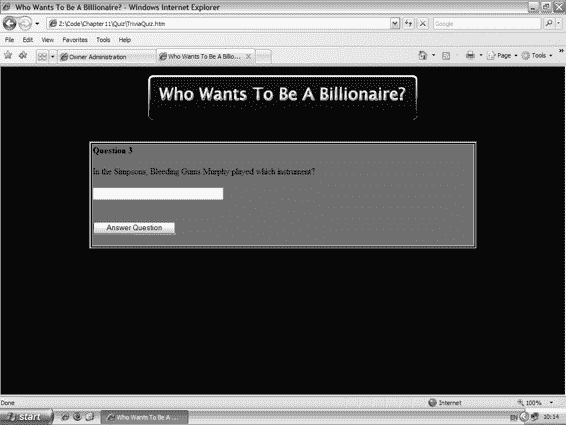 Who Wants To Be A Billionaire? - Windows Internet Explorer
Z:\Code\Chapter11\Quiz\TriviaQuiz.htm
Google
File Edit View Favorites Tools Help
Owner Administration
Who Wants To Be A Billio...
Page
Tools
Who Wants To Be A Billionaire?
Question 3
In the Simpsons, Bleeding Gums Murphy played which instrument?
Answer Question
Done
Internet
100%
start
Who Wants To Be A ...
EN
10:14